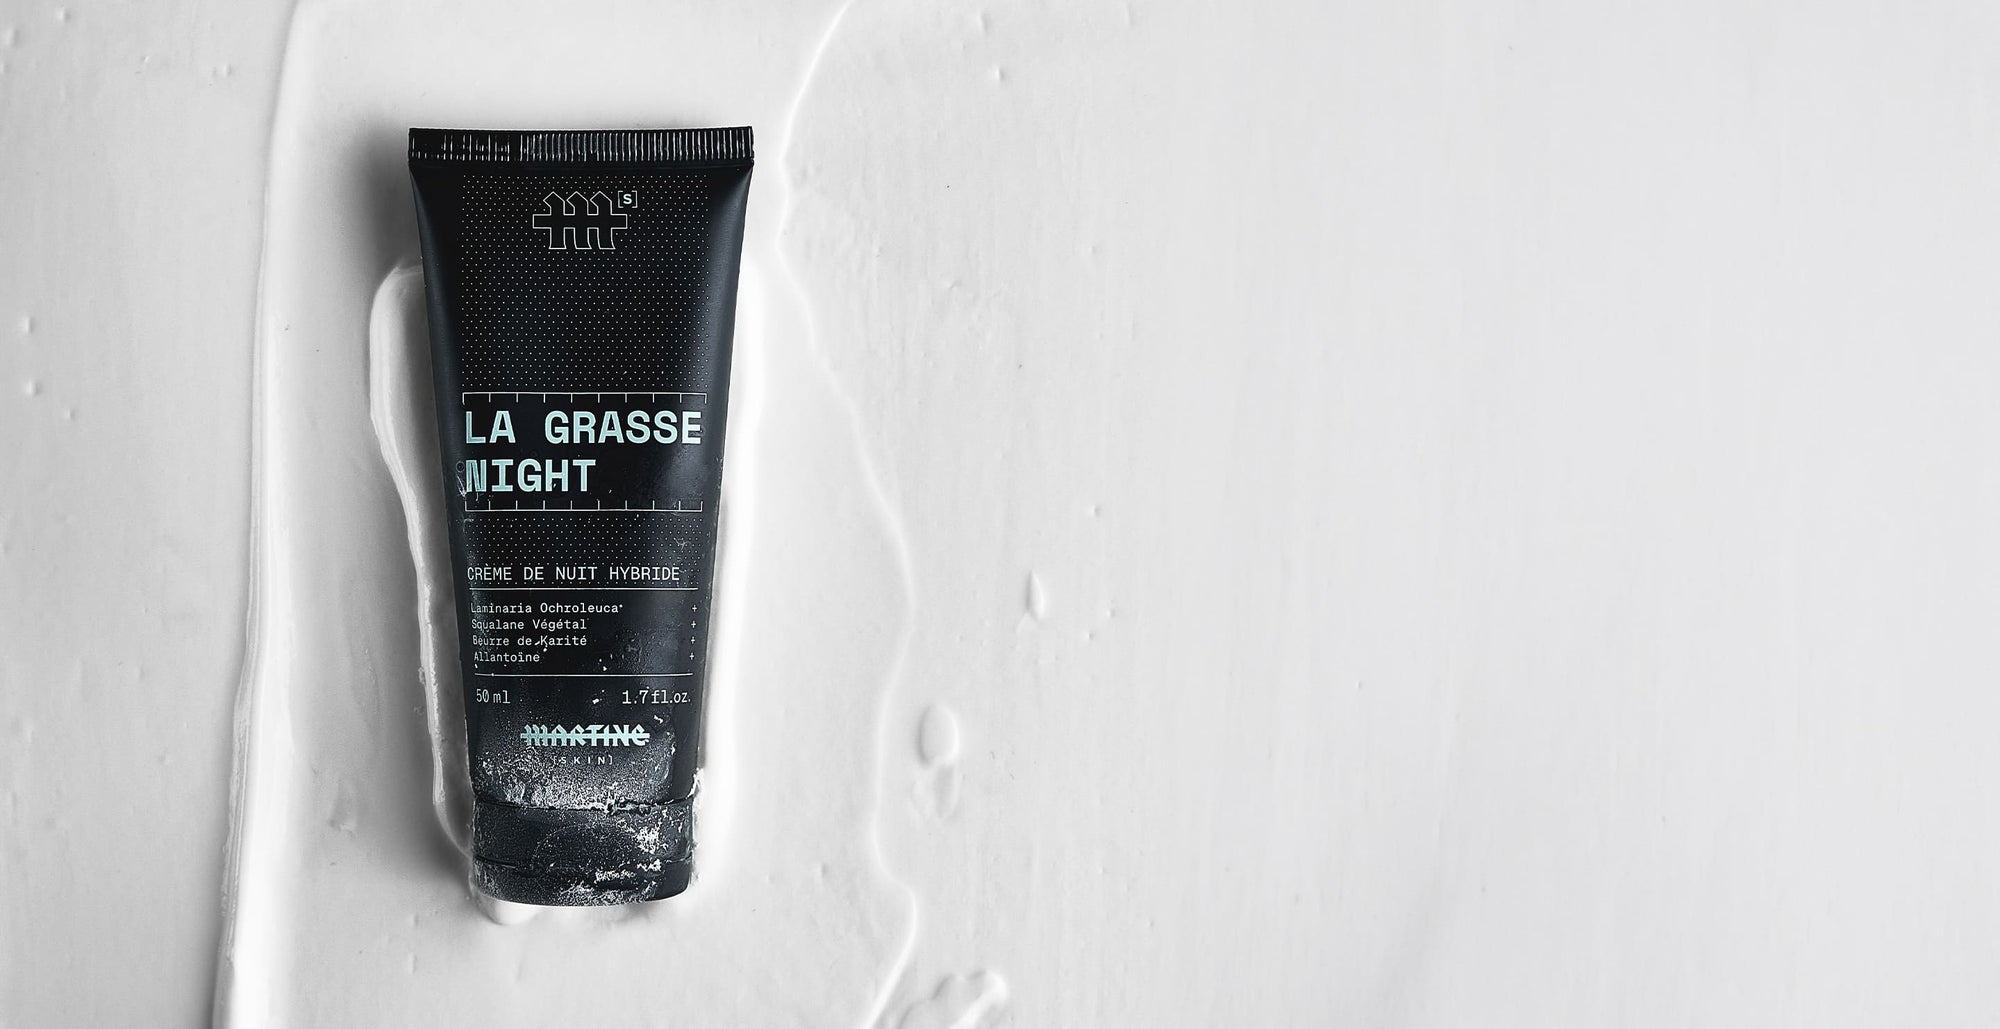 [S]
LA GRASSE
NIGHT
CRÈME DE NUIT HYBRIDE
Laminaria Ochroleuca* +
Squalane Végétal +
Beurre de Karité +
Allantoïne +
50 ml 1.7 fl.oz.
MARTINE
[SKIN]